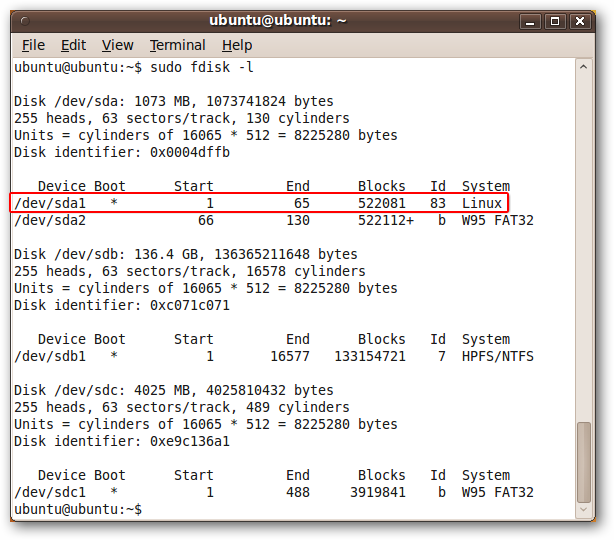 ubuntu@ubuntu: ~
File Edit View Terminal Help
ubuntu@ubuntu:~$ sudo fdisk -l

Disk /dev/sda: 1073 MB, 1073741824 bytes
255 heads, 63 sectors/track, 130 cylinders
Units = cylinders of 16065 * 512 = 8225280 bytes
Disk identifier: 0x0004dffb

   Device Boot      Start         End      Blocks   Id  System
/dev/sda1   *           1          65      522081   83  Linux
/dev/sda2              66         130      522112+   b  W95 FAT32

Disk /dev/sdb: 136.4 GB, 136365211648 bytes
255 heads, 63 sectors/track, 16578 cylinders
Units = cylinders of 16065 * 512 = 8225280 bytes
Disk identifier: 0xc071c071

   Device Boot      Start         End      Blocks   Id  System
/dev/sdb1   *           1       16577   133154721    7  HPFS/NTFS

Disk /dev/sdc: 4025 MB, 4025810432 bytes
255 heads, 63 sectors/track, 489 cylinders
Units = cylinders of 16065 * 512 = 8225280 bytes
Disk identifier: 0xe9c136a1

   Device Boot      Start         End      Blocks   Id  System
/dev/sdc1   *           1         488     3919841    b  W95 FAT32
ubuntu@ubuntu:~$